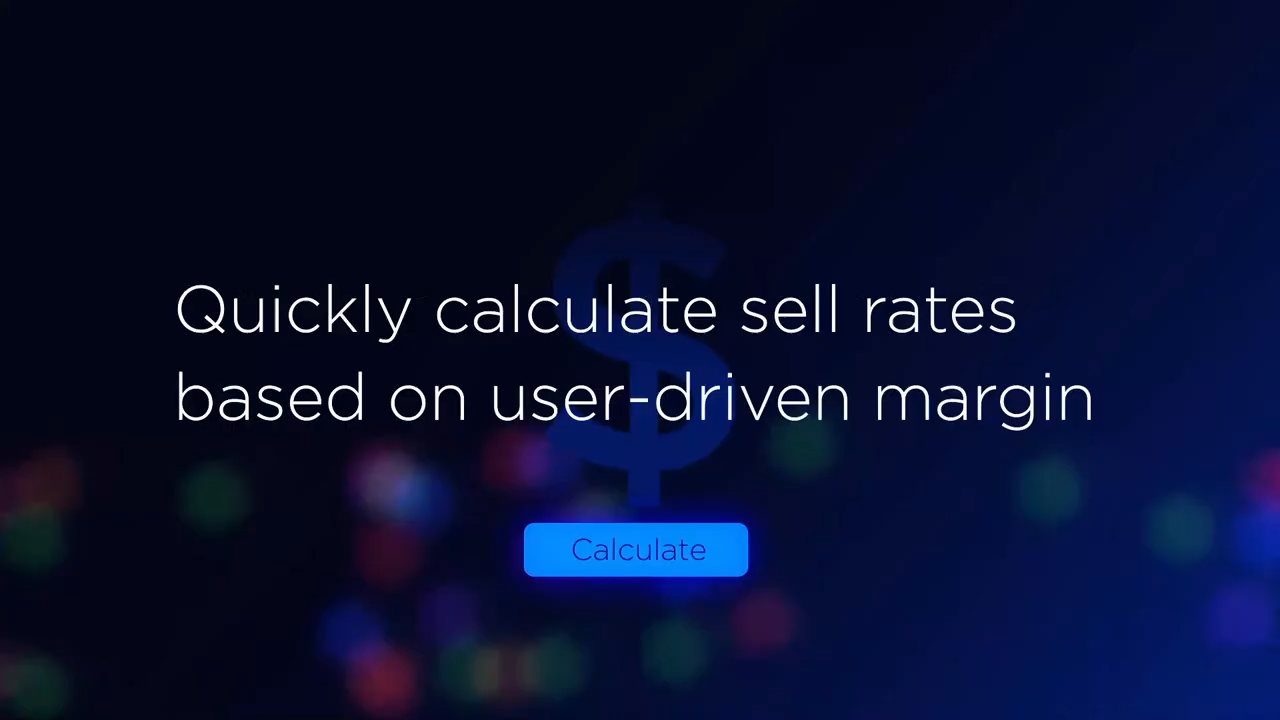 Quickly calculate sell rates
based on user-driven margin
$
Calculate